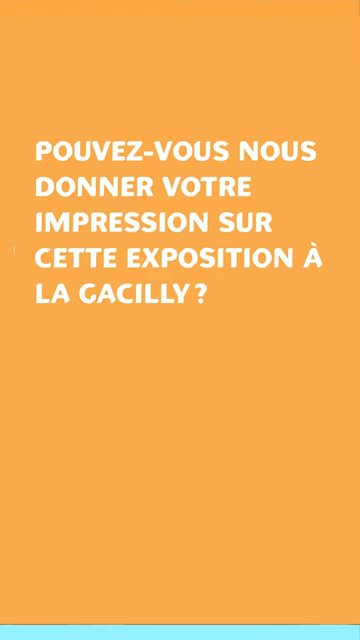 POUVEZ-VOUS NOUS
DONNER VOTRE
IMPRESSION SUR
CETTE EXPOSITION À
LA GACILLY ?